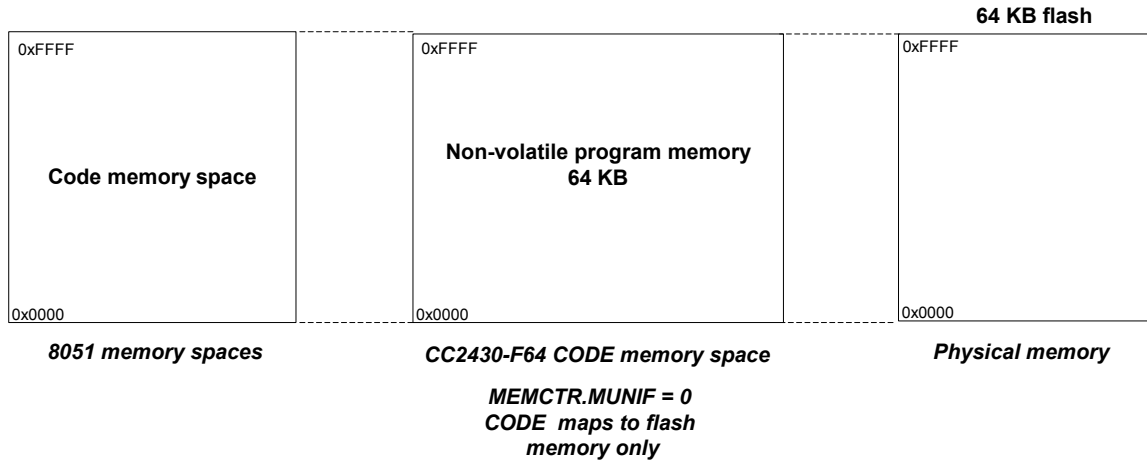 64 KB flash
0xFFFF
0xFFFF
0xFFFF
Code memory space
Non-volatile program memory
64 KB
0x0000
0x0000
0x0000
8051 memory spaces
CC2430-F64 CODE memory space
Physical memory
MEMCTR.MUNIF = 0
CODE maps to flash
memory only